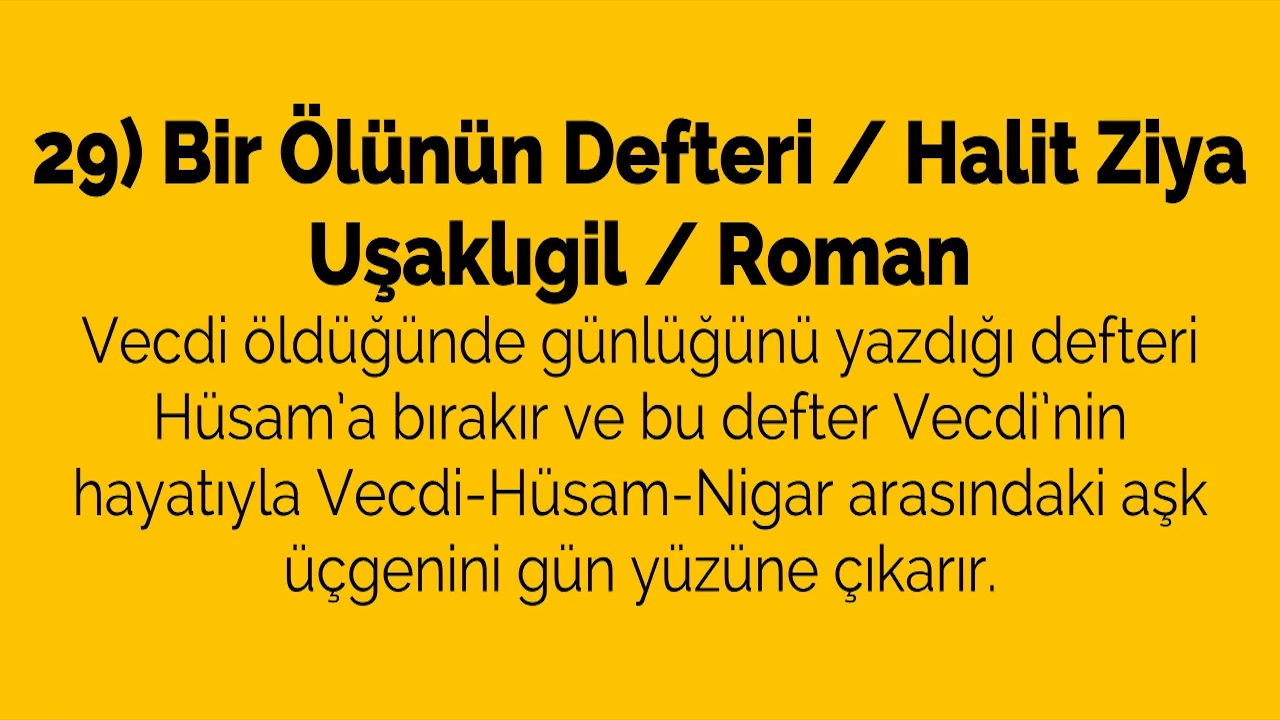 29) Bir Ölünün Defteri / Halit Ziya
Uşaklıgil / Roman
Vecdi öldüğünde günlüğünü yazdığı defteri
Hüsam'a bırakır ve bu defter Vecdi'nin
hayatıyla Vecdi-Hüsam-Nigar arasındaki aşk
üçgenini gün yüzüne çıkarır.